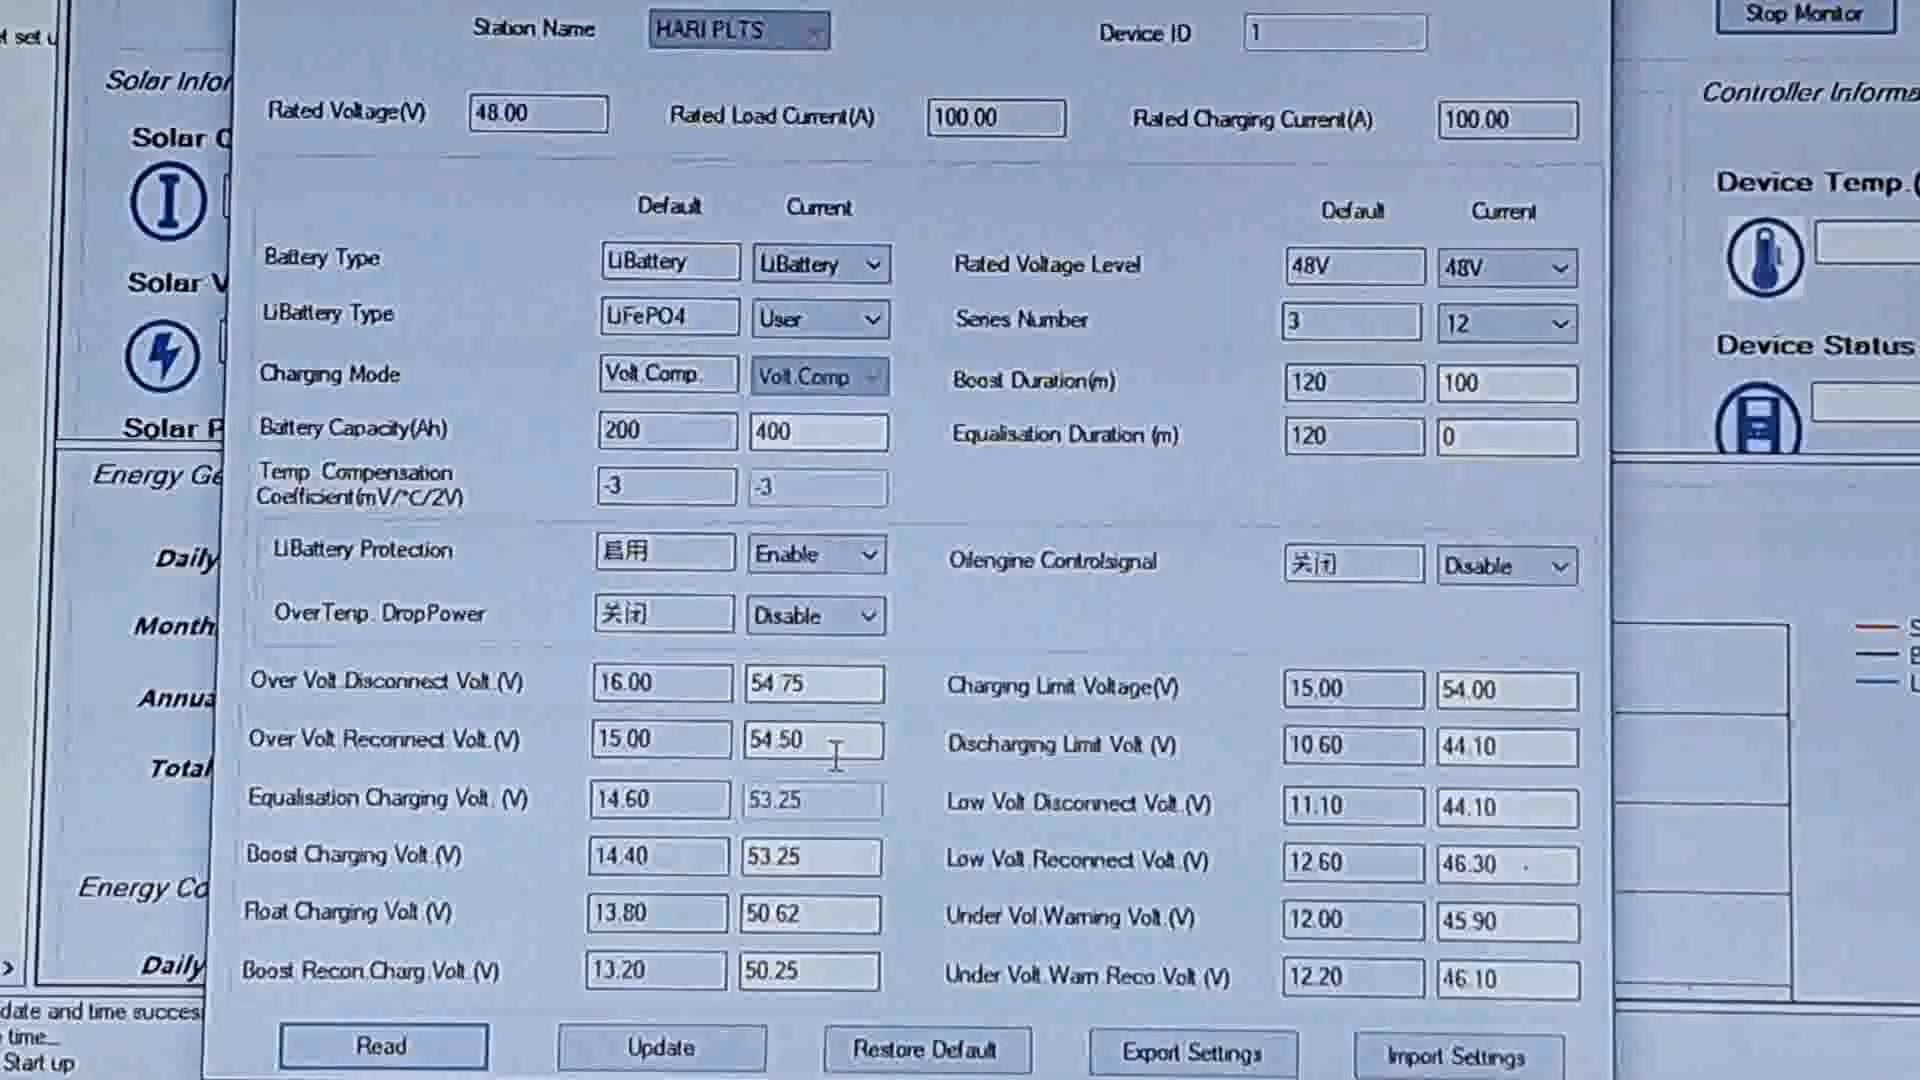 Station Name HARI PLTS Device ID 1 Stop Monitor
Solar Infor Controller Informa
Rated Voltage(V) 48.00 Rated Load Current(A) 100.00 Rated Charging Current(A) 100.00
Solar C
Device Temp.(
Default Current Default Current
Battery Type LiBattery LiBattery Rated Voltage Level 48V 48V
Solar V
LiBattery Type LiFePO4 User Series Number 3 12
Device Status
Charging Mode Volt.Comp. Volt.Comp Boost Duration(m) 120 100
Solar P
Battery Capacity(Ah) 200 400 Equalisation Duration (m) 120 0
Energy Ge
Temp. Compensation
Coefficient(mV/°C/2V) -3 -3
Daily
LiBattery Protection 启用 Enable Oilengine Controlsignal 关闭 Disable
Month
OverTemp. DropPower 关闭 Disable
Annua
Over Volt.Disconnect Volt.(V) 16.00 54.75 Charging Limit Voltage(V) 15.00 54.00
Total
Over Volt Reconnect Volt.(V) 15.00 54.50 Discharging Limit Volt (V) 10.60 44.10
Equalisation Charging Volt. (V) 14.60 53.25 Low Volt Disconnect Volt.(V) 11.10 44.10
Boost Charging Volt.(V) 14.40 53.25 Low Volt Reconnect Volt.(V) 12.60 46.30
Energy Co
Float Charging Volt (V) 13.80 50.62 Under Vol.Warning Volt.(V) 12.00 45.90
Daily
Boost Recon.Charg.Volt.(V) 13.20 50.25 Under Volt.Warn.Reco.Volt (V) 12.20 46.10
date and time succes
time_
Start up
Read Update Restore Default Export Settings Import Settings